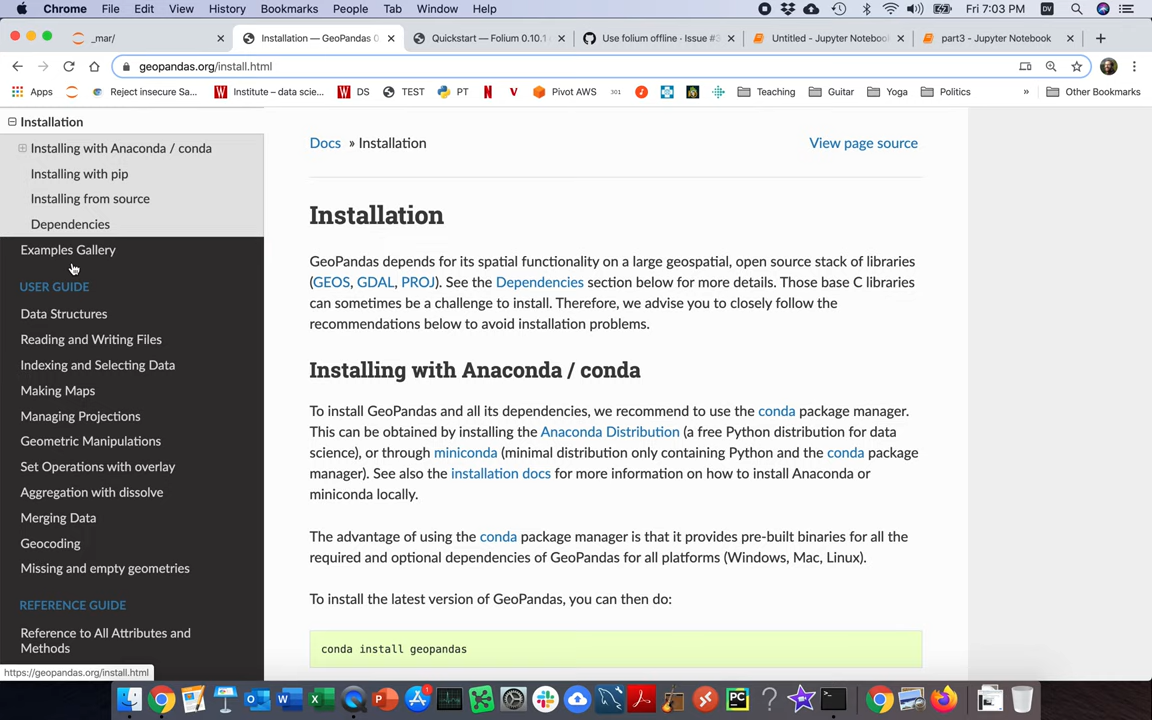 Chrome File Edit View History Bookmarks People Tab Window Help Fri 7:03 PM DV
_mar/ Installation — GeoPandas 0. Quickstart — Folium 0.10.1 Use folium offline · Issue # Untitled - Jupyter Notebook part3 - Jupyter Notebook
geopandas.org/install.html
Apps Reject insecure Sa... Institute – data scie... DS TEST PT Pivot AWS Teaching Guitar Yoga Politics » Other Bookmarks
Installation
Installing with Anaconda / conda
Installing with pip
Installing from source
Dependencies
Examples Gallery
USER GUIDE
Data Structures
Reading and Writing Files
Indexing and Selecting Data
Making Maps
Managing Projections
Geometric Manipulations
Set Operations with overlay
Aggregation with dissolve
Merging Data
Geocoding
Missing and empty geometries
REFERENCE GUIDE
Reference to All Attributes and
Methods
https://geopandas.org/install.html
Docs » Installation View page source
Installation
GeoPandas depends for its spatial functionality on a large geospatial, open source stack of libraries
(GEOS, GDAL, PROJ). See the Dependencies section below for more details. Those base C libraries
can sometimes be a challenge to install. Therefore, we advise you to closely follow the
recommendations below to avoid installation problems.
Installing with Anaconda / conda
To install GeoPandas and all its dependencies, we recommend to use the conda package manager.
This can be obtained by installing the Anaconda Distribution (a free Python distribution for data
science), or through miniconda (minimal distribution only containing Python and the conda package
manager). See also the installation docs for more information on how to install Anaconda or
miniconda locally.
The advantage of using the conda package manager is that it provides pre-built binaries for all the
required and optional dependencies of GeoPandas for all platforms (Windows, Mac, Linux).
To install the latest version of GeoPandas, you can then do:
conda install geopandas